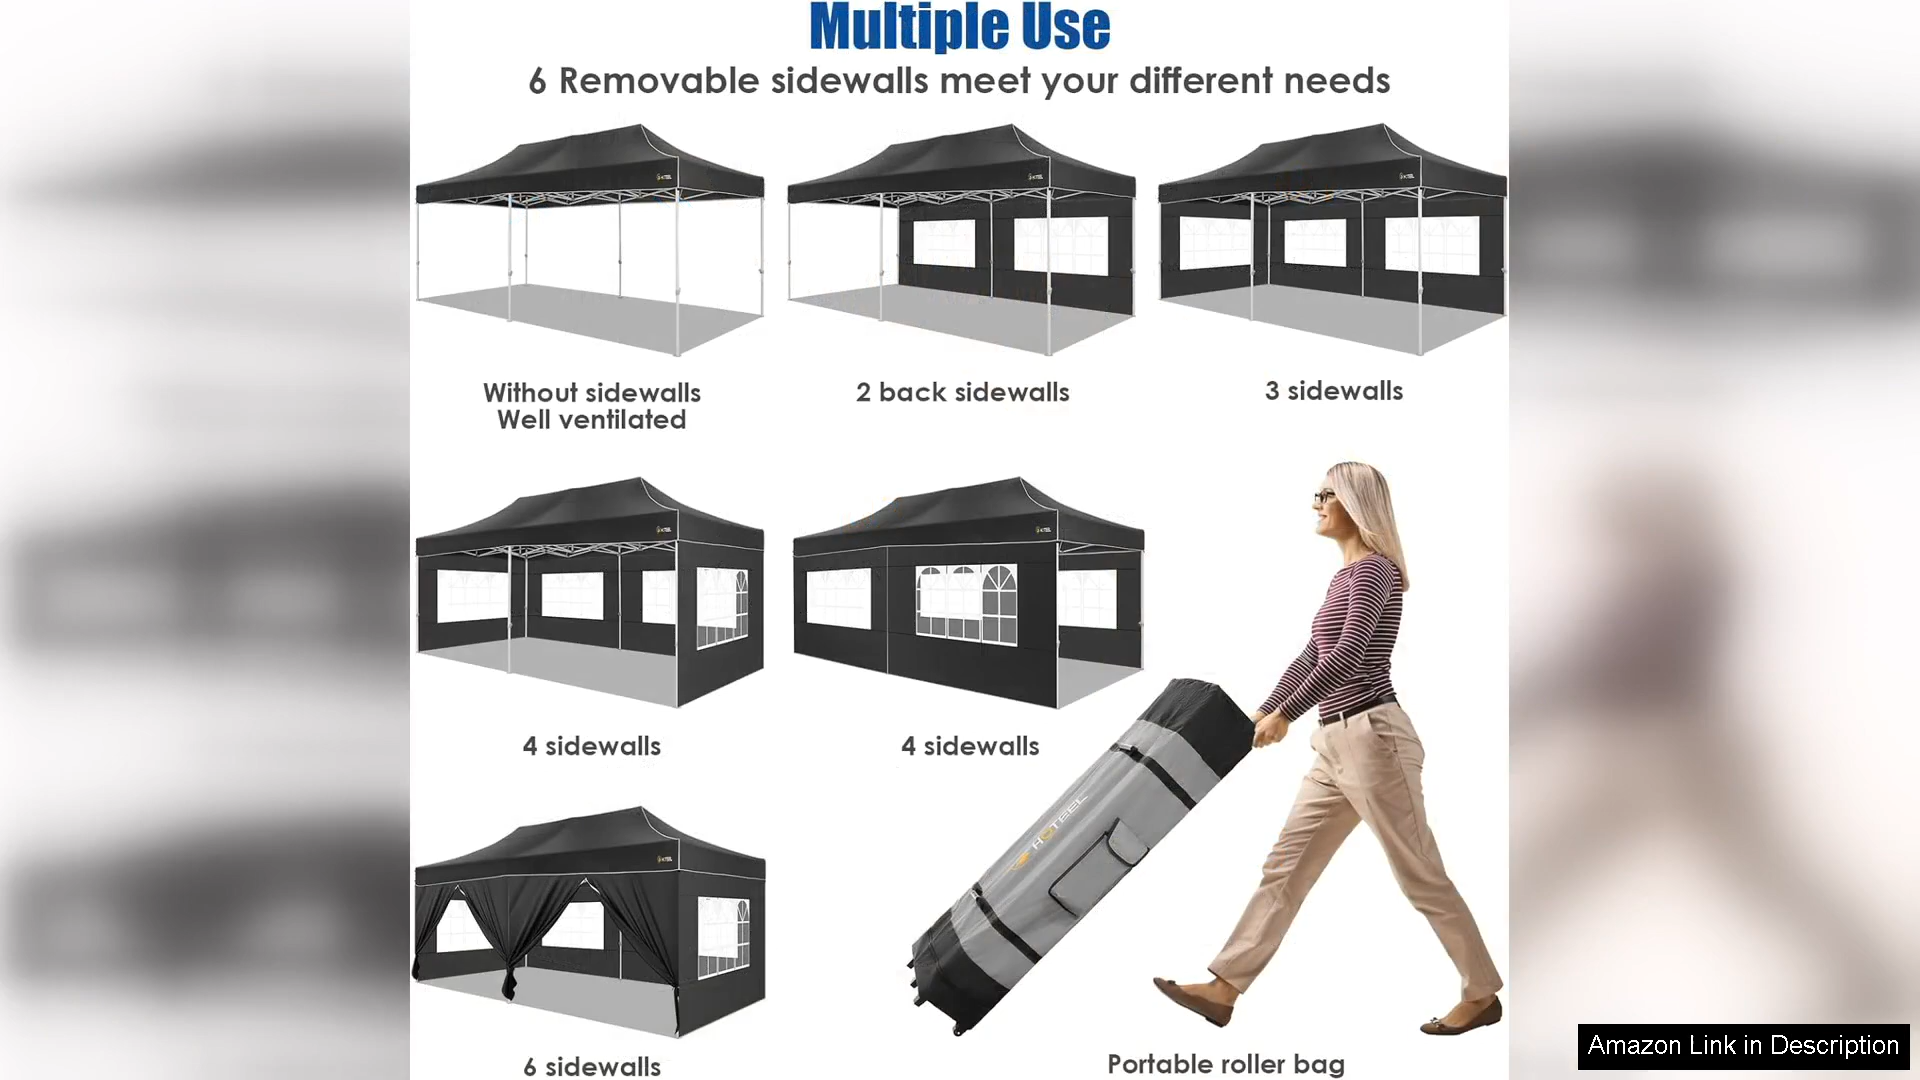 Multiple Use
6 Removable sidewalls meet your different needs
Without sidewalls
Well ventilated
2 back sidewalls
3 sidewalls
4 sidewalls
4 sidewalls
HOTEEL
6 sidewalls
Portable roller bag
Amazon Link in Description